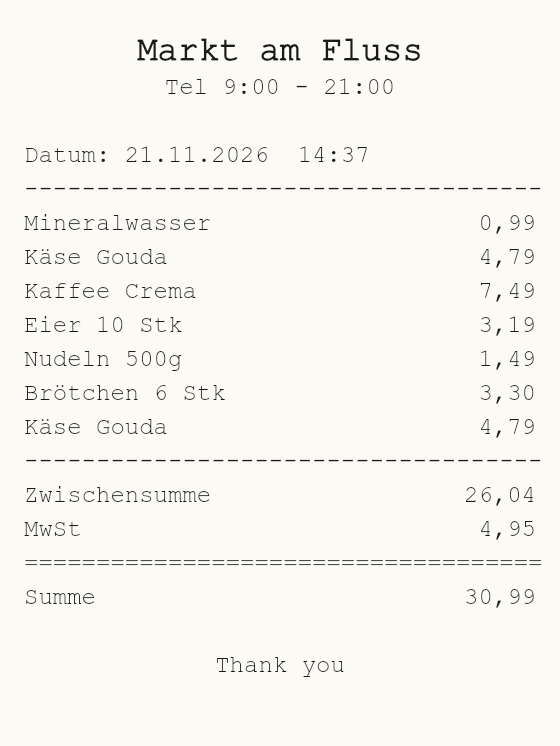 Markt am Fluss
Tel 9:00 - 21:00
Datum: 21.11.2026  14:37
------------------------------------
Mineralwasser 0,99
Käse Gouda 4,79
Kaffee Crema 7,49
Eier 10 Stk 3,19
Nudeln 500g 1,49
Brötchen 6 Stk 3,30
Käse Gouda 4,79
------------------------------------
Zwischensumme 26,04
MwSt 4,95
====================================
Summe 30,99
Thank you